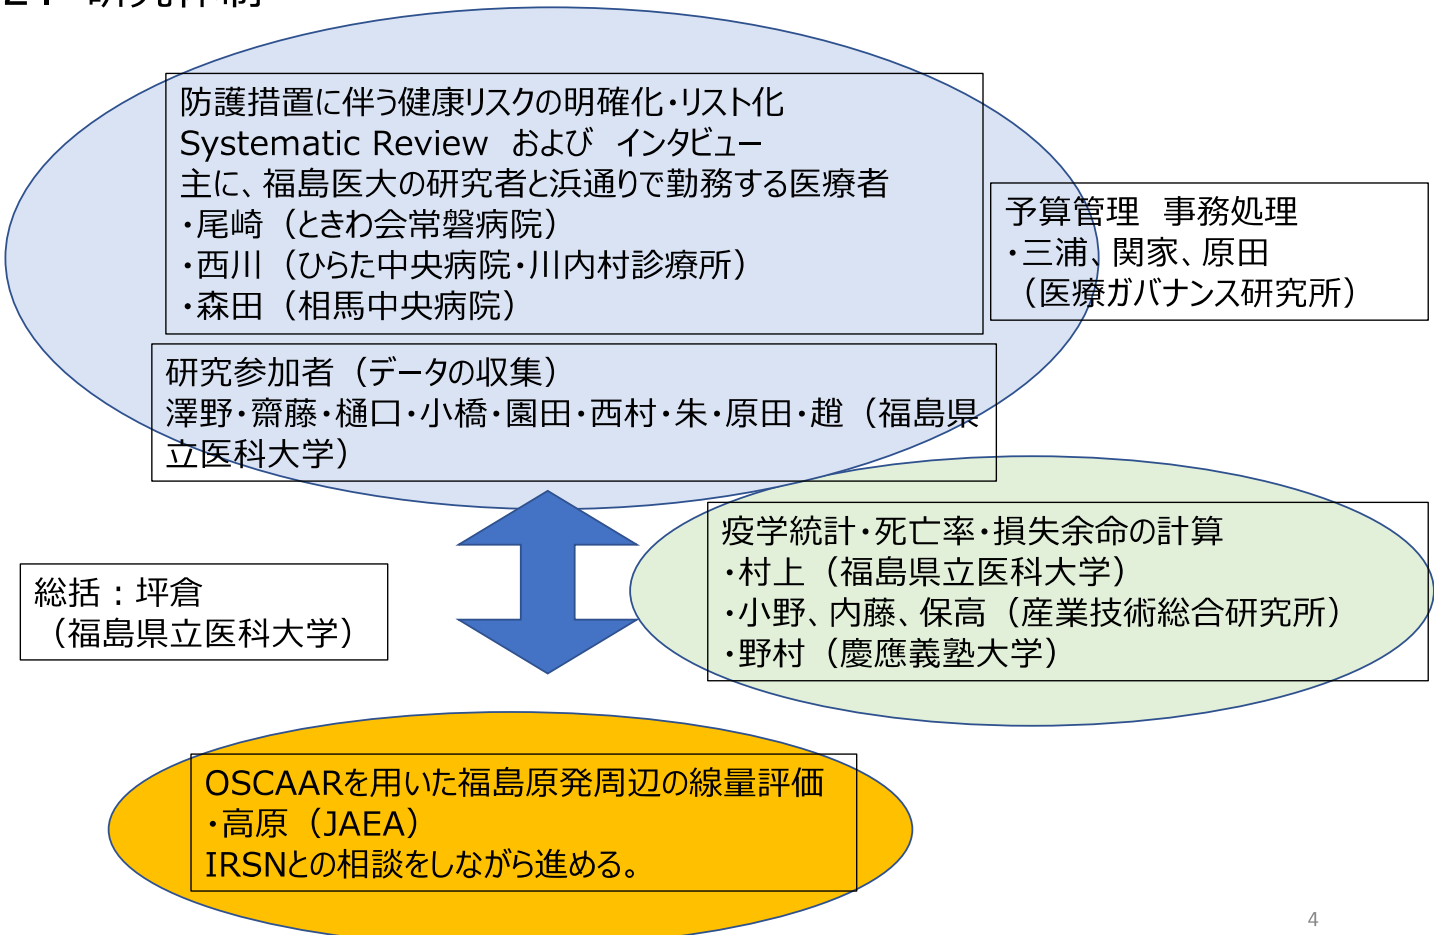 研究体制
防護措置に伴う健康リスクの明確化・リスト化
Systematic Review および インタビュー
主に、福島医大の研究者と浜通りで勤務する医療者
・尾崎（ときわ会常磐病院）
・西川（ひらた中央病院・川内村診療所）
・森田（相馬中央病院）
予算管理 事務処理
・三浦、関家、原田
（医療ガバナンス研究所）
研究参加者（データの収集）
澤野・齋藤・樋口・小橋・園田・西村・朱・原田・趙（福島県
立医科大学）
疫学統計・死亡率・損失余命の計算
・村上（福島県立医科大学）
・小野、内藤、保高（産業技術総合研究所）
・野村（慶應義塾大学）
総括：坪倉
（福島県立医科大学）
OSCAARを用いた福島原発周辺の線量評価
・高原（JAEA）
IRSNとの相談をしながら進める。
4